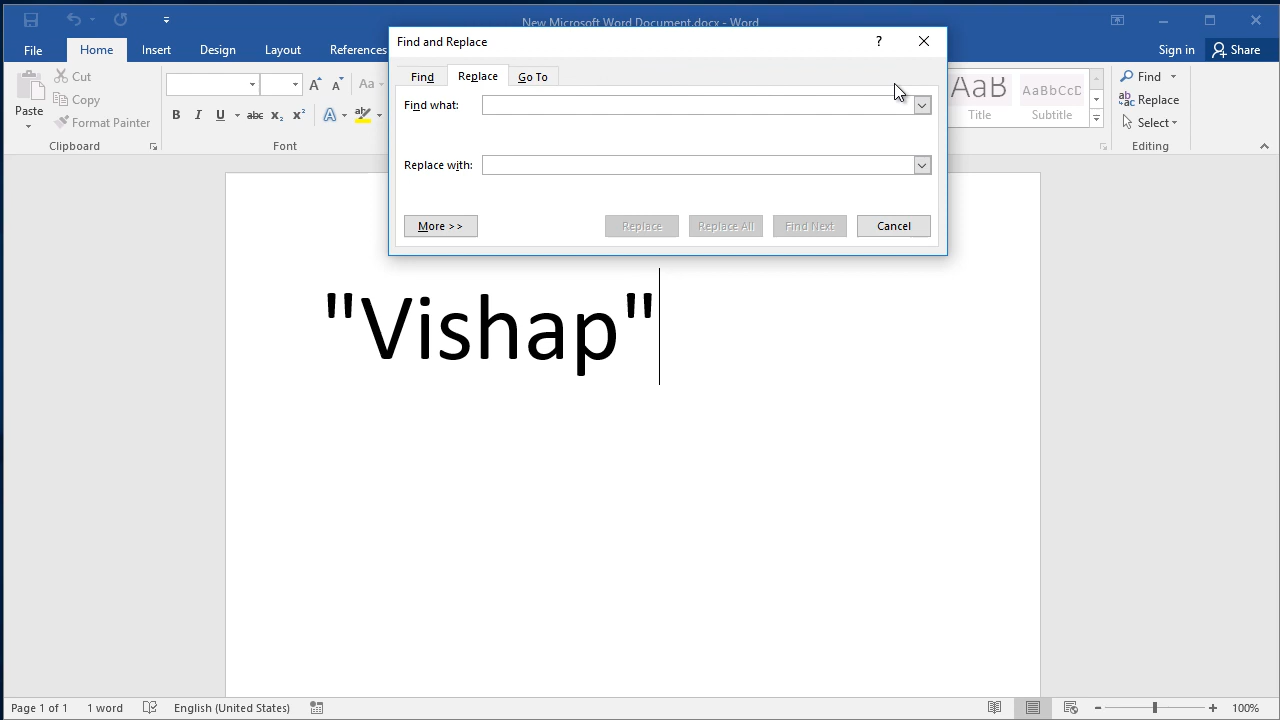 New Microsoft Word Document.docx - Word
File
Home
Insert
Design
Layout
References
Sign in
Share
Find and Replace
?
Find
Replace
Go To
Find what:
Replace with:
More >>
Replace
Replace All
Find Next
Cancel
Paste
Cut
Copy
Format Painter
Clipboard
Aa
B I U abc x₂ x²
Font
AaB
Title
AaBbCcD
Subtitle
Find
Replace
Select
Editing
"Vishap"
Page 1 of 1
1 word
English (United States)
100%